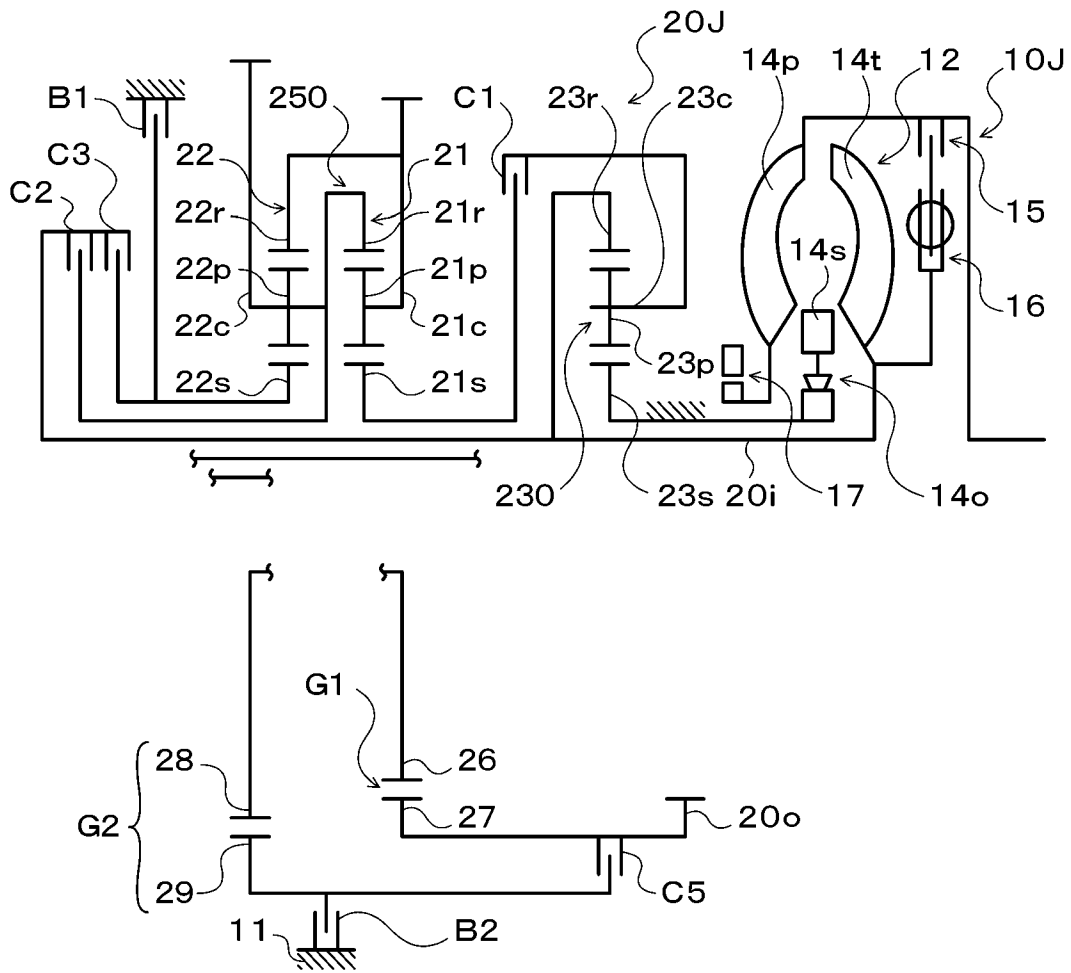 20J
14p 14t 12 10J
B1 250 C1 23r 23c
C3
22 21
C2
22r 21r 15
14s
22p 21p
22c 21c 16
23p
22s 21s
230 23s 20i 17 14o
G1
28 26
G2 27 20o
29 C5
11 B2